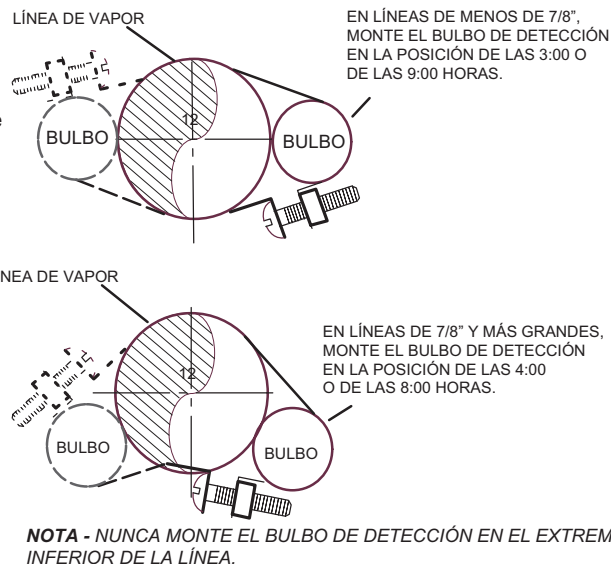 LÍNEA DE VAPOR
EN LÍNEAS DE MENOS DE 7/8”,
MONTE EL BULBO DE DETECCIÓN
EN LA POSICIÓN DE LAS 3:00 O
DE LAS 9:00 HORAS.
e
12
BULBO
BULBO
NEA DE VAPOR
EN LÍNEAS DE 7/8” Y MÁS GRANDES,
MONTE EL BULBO DE DETECCIÓN
EN LA POSICIÓN DE LAS 4:00
O DE LAS 8:00 HORAS.
12
BULBO
BULBO
NOTA - NUNCA MONTE EL BULBO DE DETECCIÓN EN EL EXTREM
INFERIOR DE LA LÍNEA.